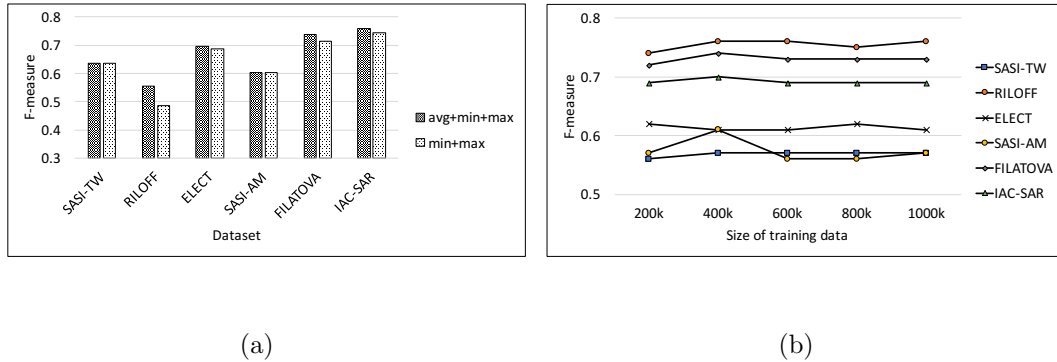 0.8
0.7
0.6
0.5
0.4
0.3
F-measure
SASI-TW
RILOFF
ELECT
SASI-AM
FILATOVA
IAC-SAR
Dataset
avg+min+max
min+max
(a)
0.8
0.7
0.6
0.5
F-measure
200k
400k
600k
800k
1000k
Size of training data
SASI-TW
RILOFF
ELECT
SASI-AM
FILATOVA
IAC-SAR
(b)